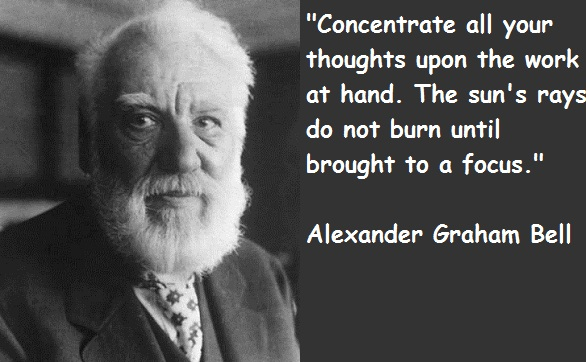 "Concentrate all your
thoughts upon the work
at hand. The sun's rays
do not burn until
brought to a focus."
Alexander Graham Bell